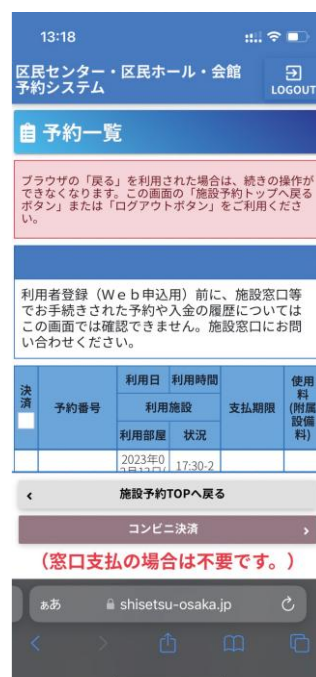 13:18
区民センター・区民ホール・会館
予約システム
LOGOUT
予約一覧
ブラウザの「戻る」を利用された場合は、続きの操作が
できなくなります。この画面の「施設予約トップへ戻る
ボタン」または「ログアウトボタン」をご利用くださ
い。
利用者登録（Ｗｅｂ申込用）前に、施設窓口等
でお手続きされた予約や入金の履歴については
この画面では確認できません。施設窓口にお問
い合わせください。
決済
予約番号
利用日 利用時間
利用施設
利用部屋 状況
支払期限
使用料
(附属設備料)
2023年0
17:30-2
施設予約TOPへ戻る
コンビニ決済
（窓口支払の場合は不要です。）
ああ shisetsu-osaka.jp